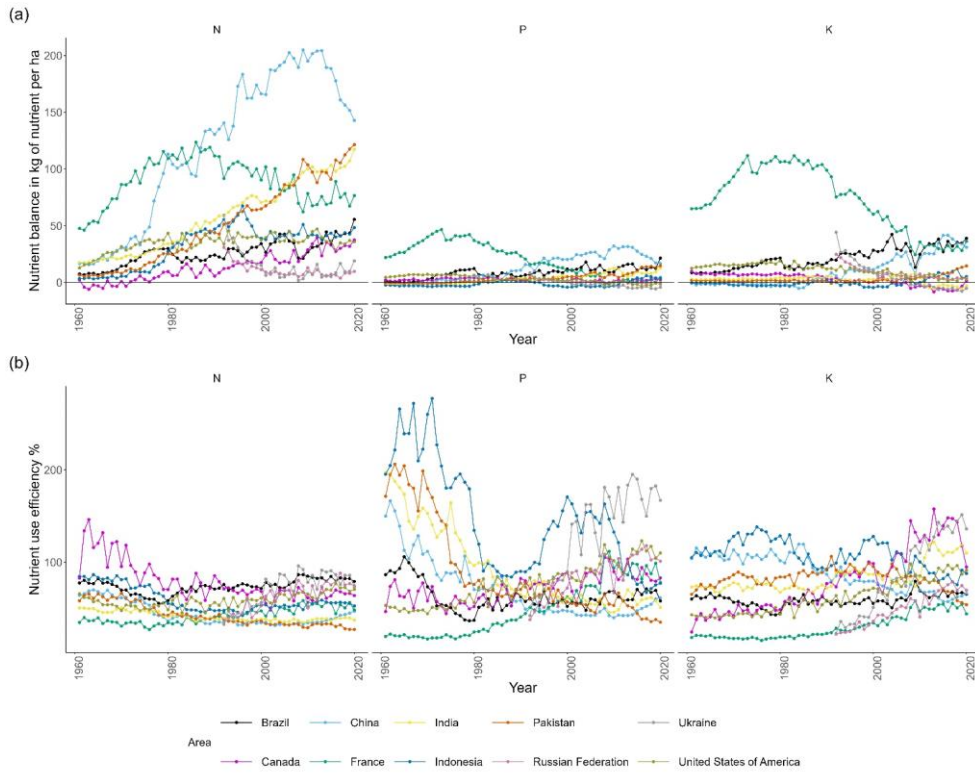 (a)
N
P
K
Nutrient balance in kg of nutrient per ha
200
150
100
50
0
1960
1980
2000
2020
1960
1980
2000
2020
1960
1980
2000
2020
Year
(b)
N
P
K
Nutrient use efficiency %
200
100
1960
1980
2000
2020
1960
1980
2000
2020
1960
1980
2000
2020
Year
Area
Brazil
China
India
Pakistan
Ukraine
Canada
France
Indonesia
Russian Federation
United States of America